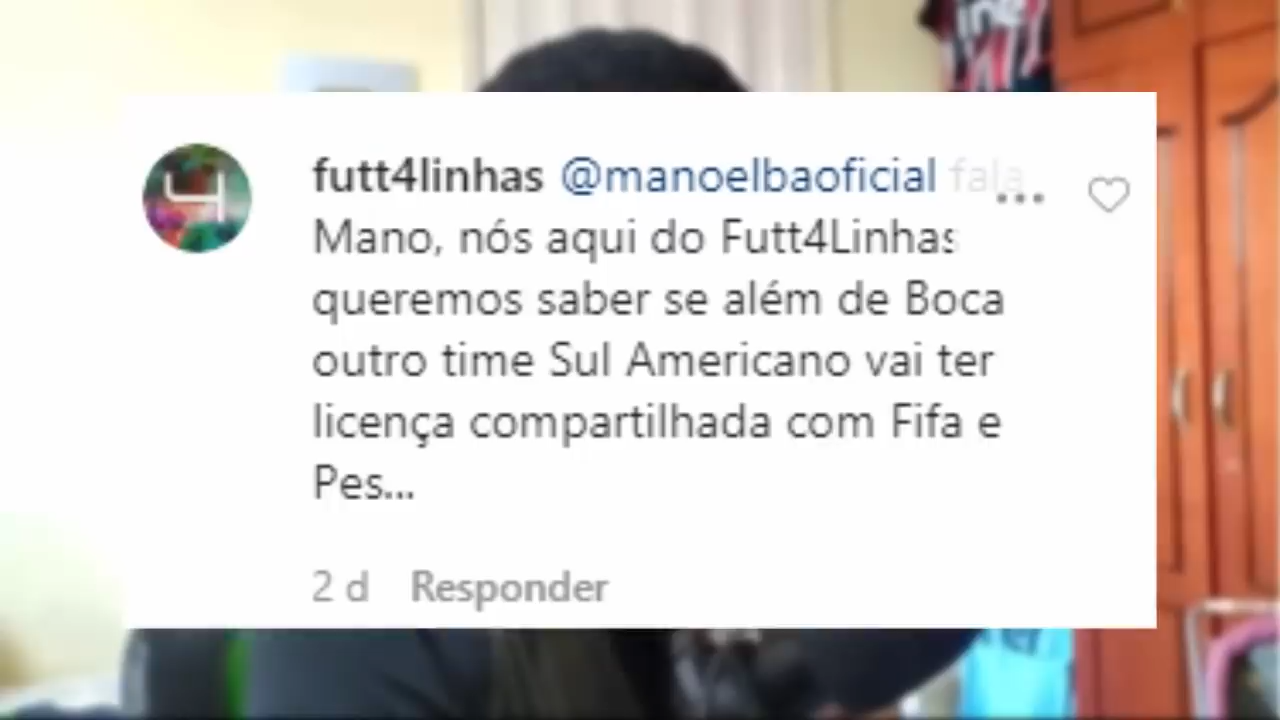 futt4linhas @manoelbaoficial fala
Mano, nós aqui do Futt4Linhas
queremos saber se além de Boca
outro time Sul Americano vai ter
licença compartilhada com Fifa e
Pes...
2 d Responder